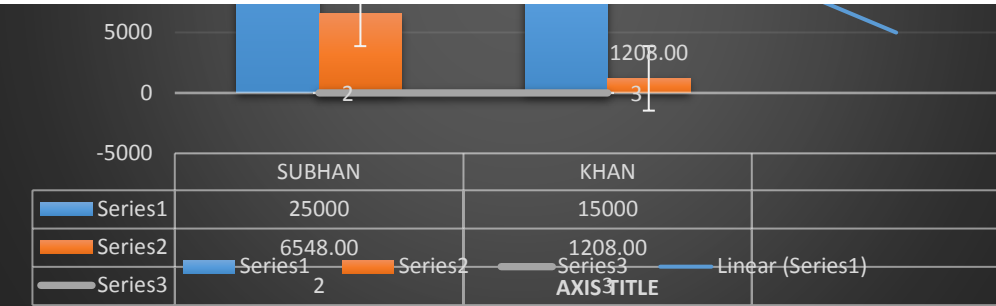 5000
1208.00
0
2 3
-5000
SUBHAN KHAN
Series1 25000 15000
Series2 6548.00 1208.00
Series1 Series2 Series3 Linear (Series1)
Series3 2 3
AXIS TITLE